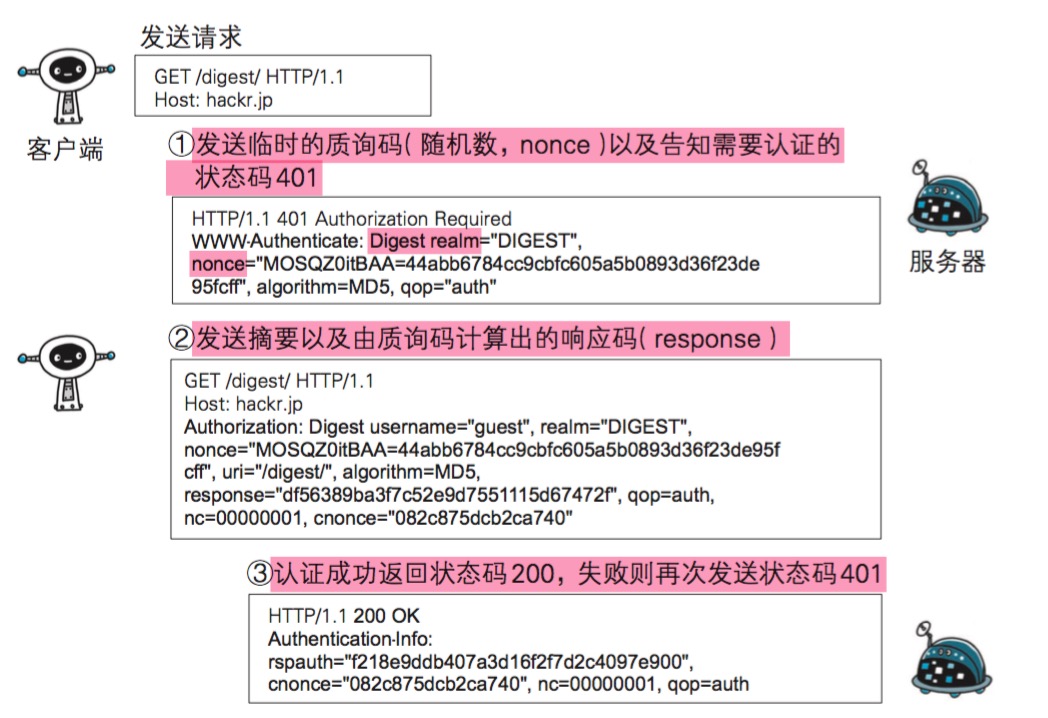 发送请求
GET /digest/ HTTP/1.1
Host: hackr.jp
客户端
①发送临时的质询码(随机数，nonce)以及告知需要认证的
状态码401
HTTP/1.1 401 Authorization Required
WWW-Authenticate: Digest realm="DIGEST",
nonce="MOSQZ0itBAA=44abb6784cc9cbfc605a5b0893d36f23de
95fcff", algorithm=MD5, qop="auth"
服务器
②发送摘要以及由质询码计算出的响应码(response)
GET /digest/ HTTP/1.1
Host: hackr.jp
Authorization: Digest username="guest", realm="DIGEST",
nonce="MOSQZ0itBAA=44abb6784cc9cbfc605a5b0893d36f23de95f
cff", uri="/digest/", algorithm=MD5,
response="df56389ba3f7c52e9d7551115d67472f", qop=auth,
nc=00000001, cnonce="082c875dcb2ca740"
③认证成功返回状态码200，失败则再次发送状态码401
HTTP/1.1 200 OK
Authentication-Info:
rspauth="f218e9ddb407a3d16f2f7d2c4097e900",
cnonce="082c875dcb2ca740", nc=00000001, qop=auth